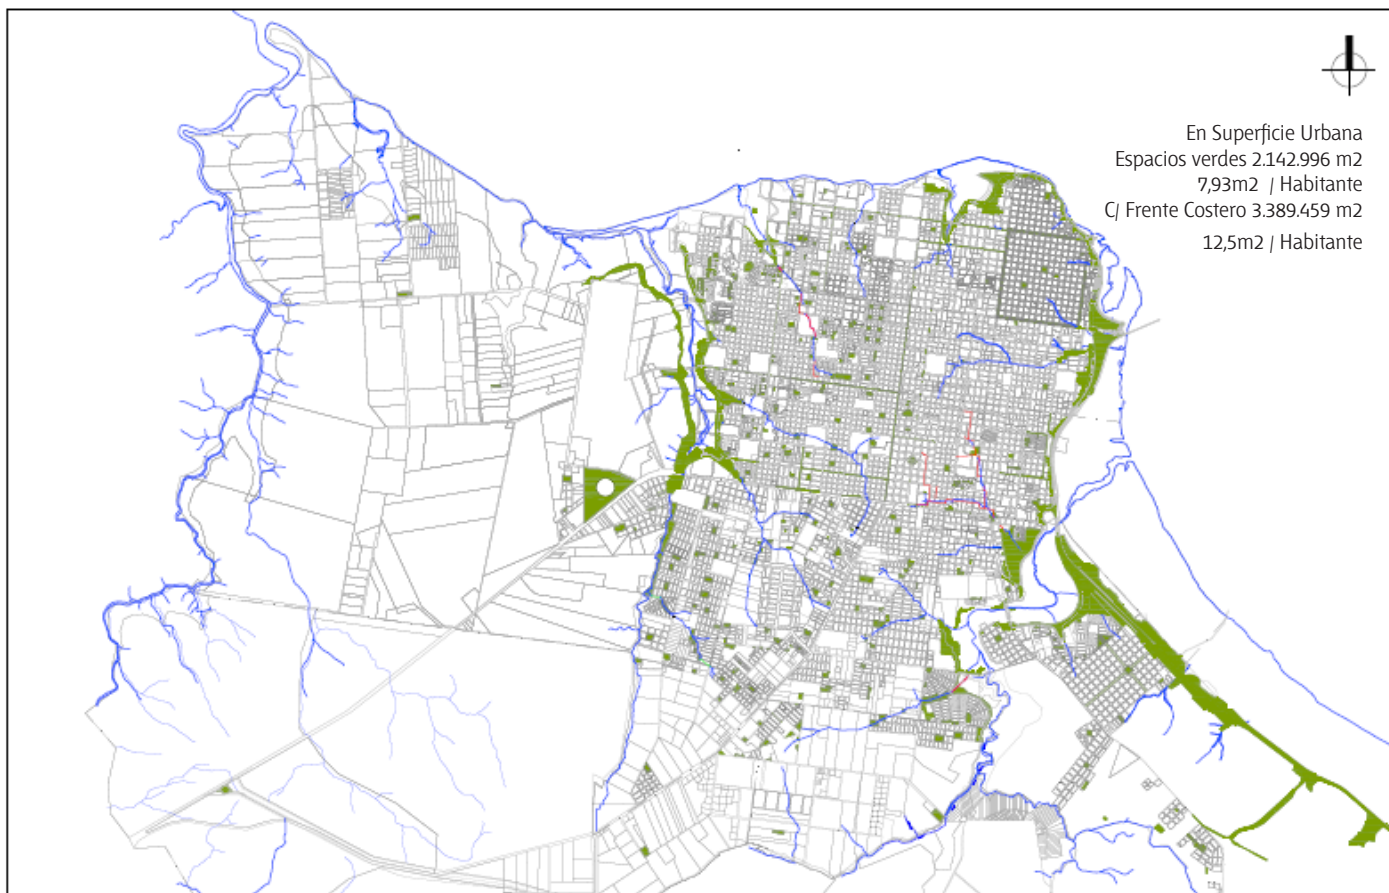 En Superficie Urbana
Espacios verdes 2.142.996 m2
7,93m2 / Habitante
C/ Frente Costero 3.389.459 m2
12,5m2 / Habitante